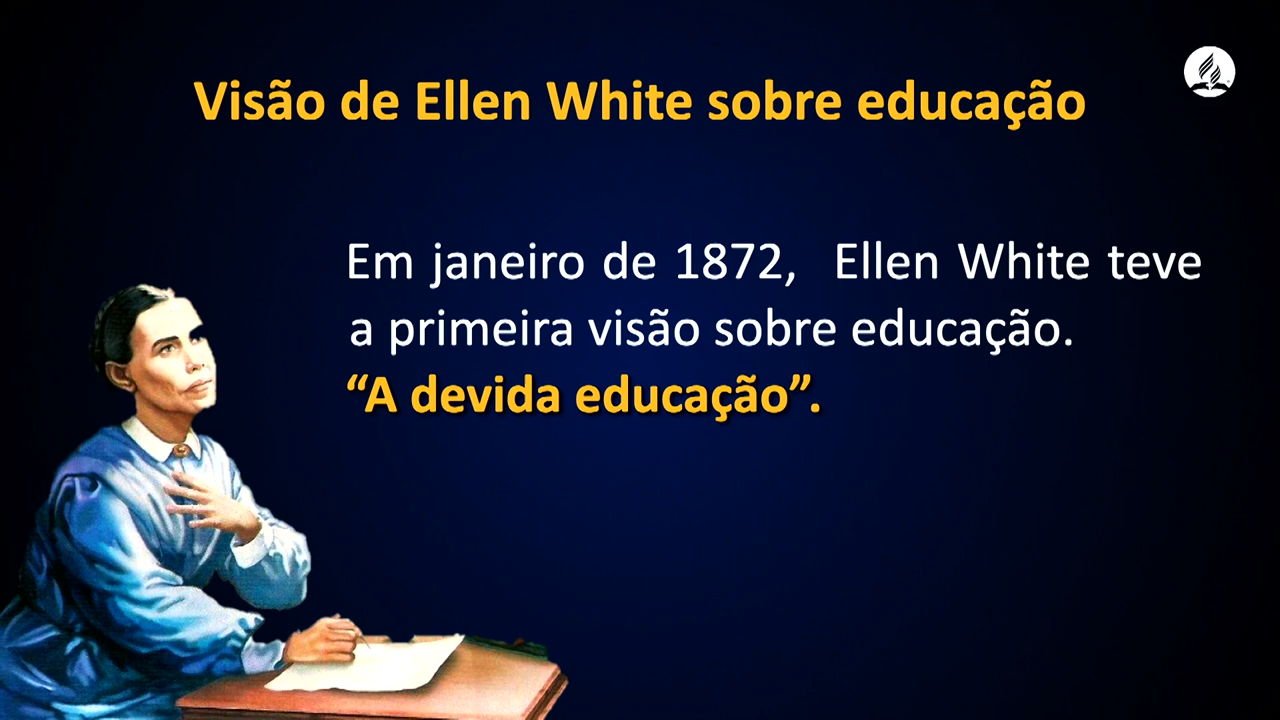 Visão de Ellen White sobre educação
Em janeiro de 1872, Ellen White teve
a primeira visão sobre educação.
“A devida educação”.